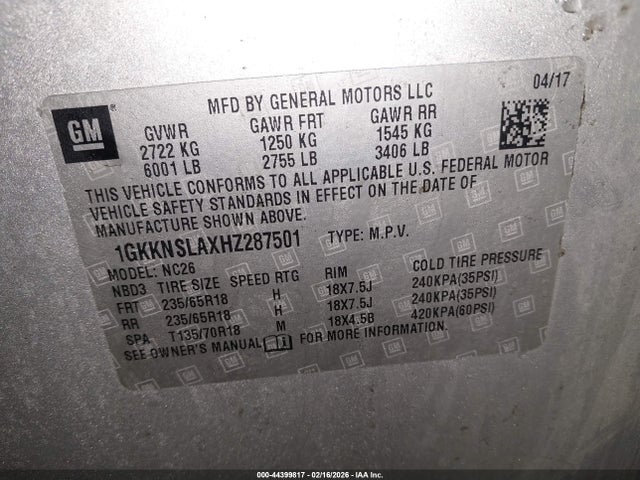 MFD BY GENERAL MOTORS LLC 04/17
GM
GVWR GAWR FRT GAWR RR
2722 KG 1250 KG 1545 KG
6001 LB 2755 LB 3406 LB
THIS VEHICLE CONFORMS TO ALL APPLICABLE U.S. FEDERAL MOTOR
VEHICLE SAFETY STANDARDS IN EFFECT ON THE DATE OF
MANUFACTURE SHOWN ABOVE.
1GKKNSLAXHZ287501 TYPE: M.P.V.
MODEL: NC26
NBD3 TIRE SIZE SPEED RTG RIM COLD TIRE PRESSURE
FRT 235/65R18 H 18X7.5J 240KPA(35PSI)
RR 235/65R18 H 18X7.5J 240KPA(35PSI)
SPA T135/70R18 M 18X4.5B 420KPA(60PSI)
SEE OWNER'S MANUAL FOR MORE INFORMATION.
000-44399817 - 02/16/2026 - IAA Inc.